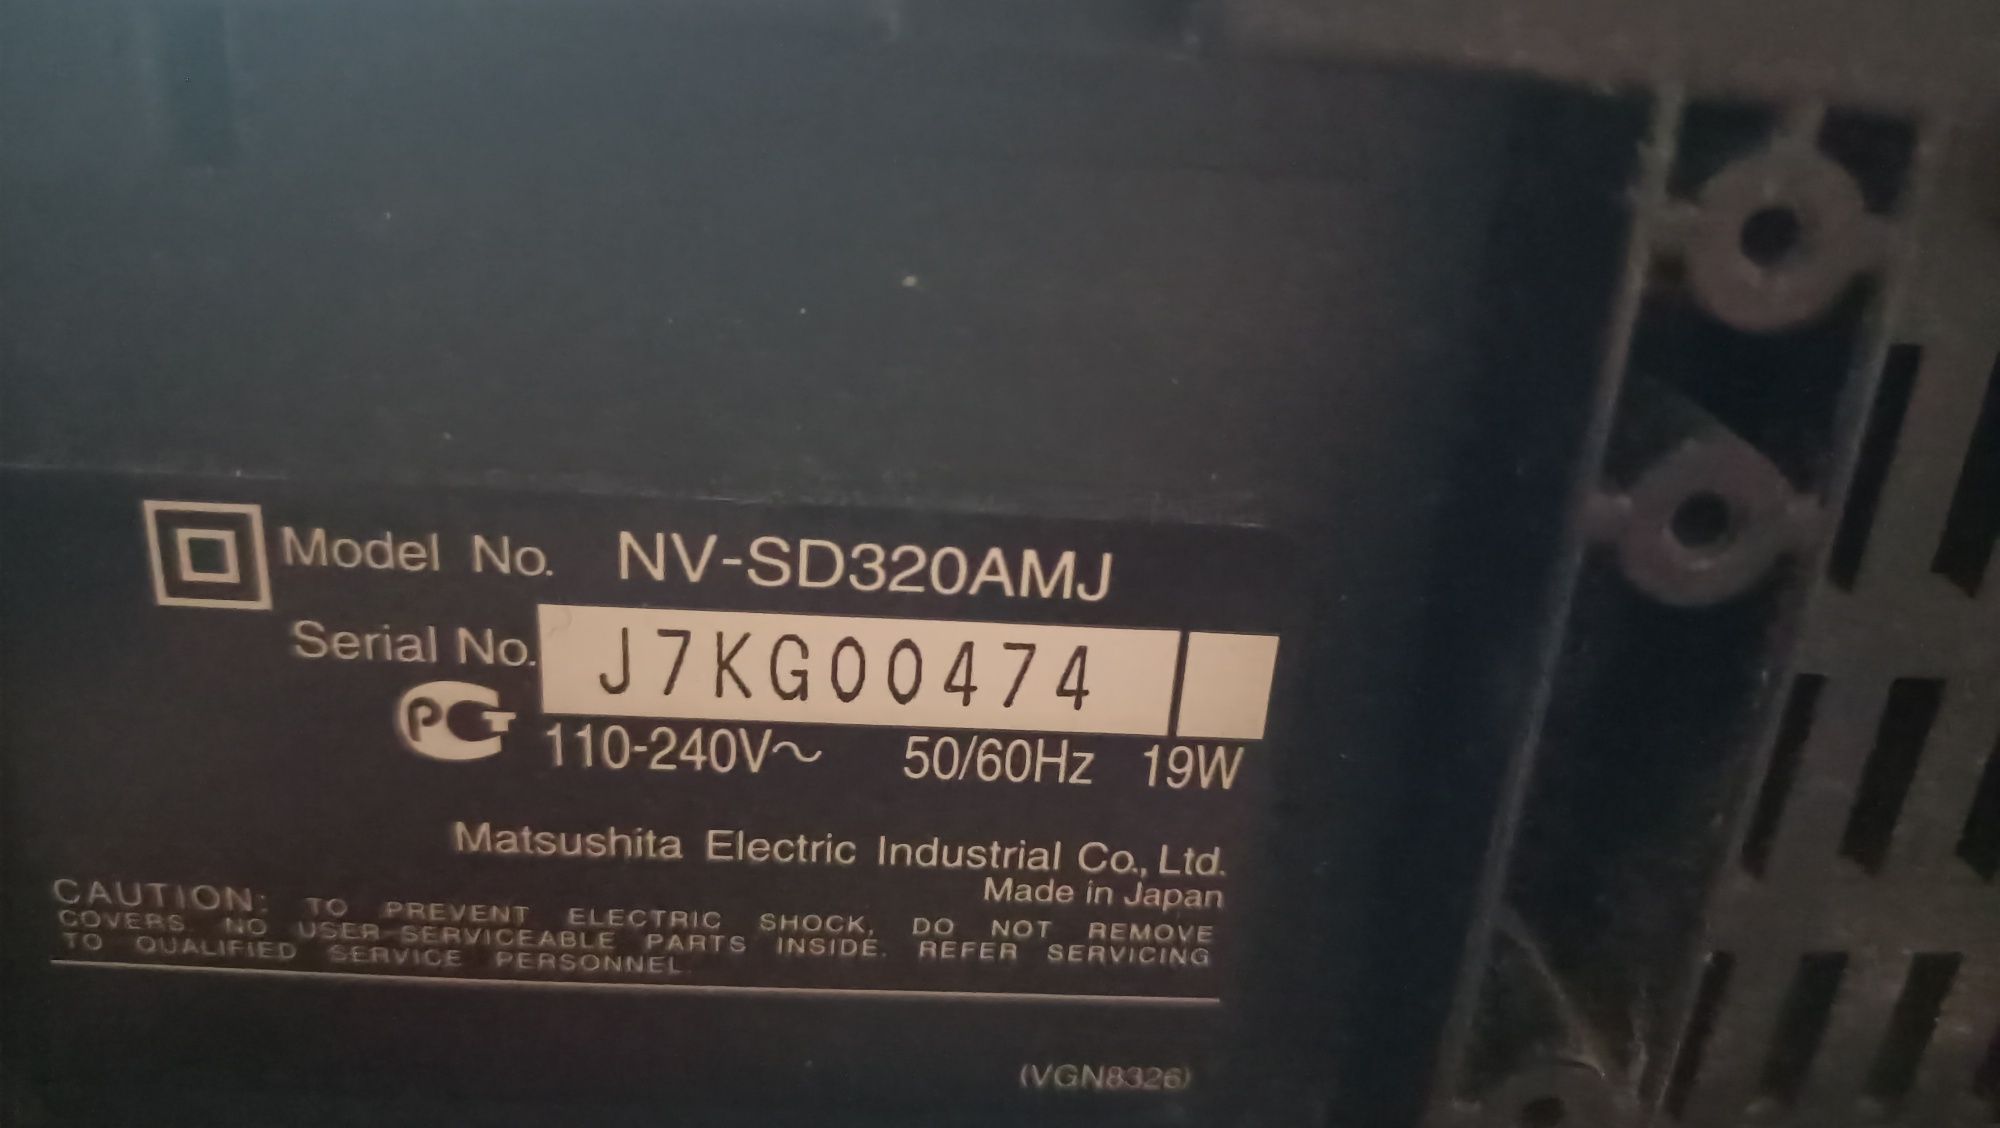 Model No. NV-SD320AMJ
Serial No. J7KG00474
РСТ
110-240V~ 50/60Hz 19W
Matsushita Electric Industrial Co., Ltd.
Made in Japan
CAUTION: TO PREVENT ELECTRIC SHOCK, DO NOT REMOVE
COVERS. NO USER-SERVICEABLE PARTS INSIDE. REFER SERVICING
TO QUALIFIED SERVICE PERSONNEL.
(VGN8326)